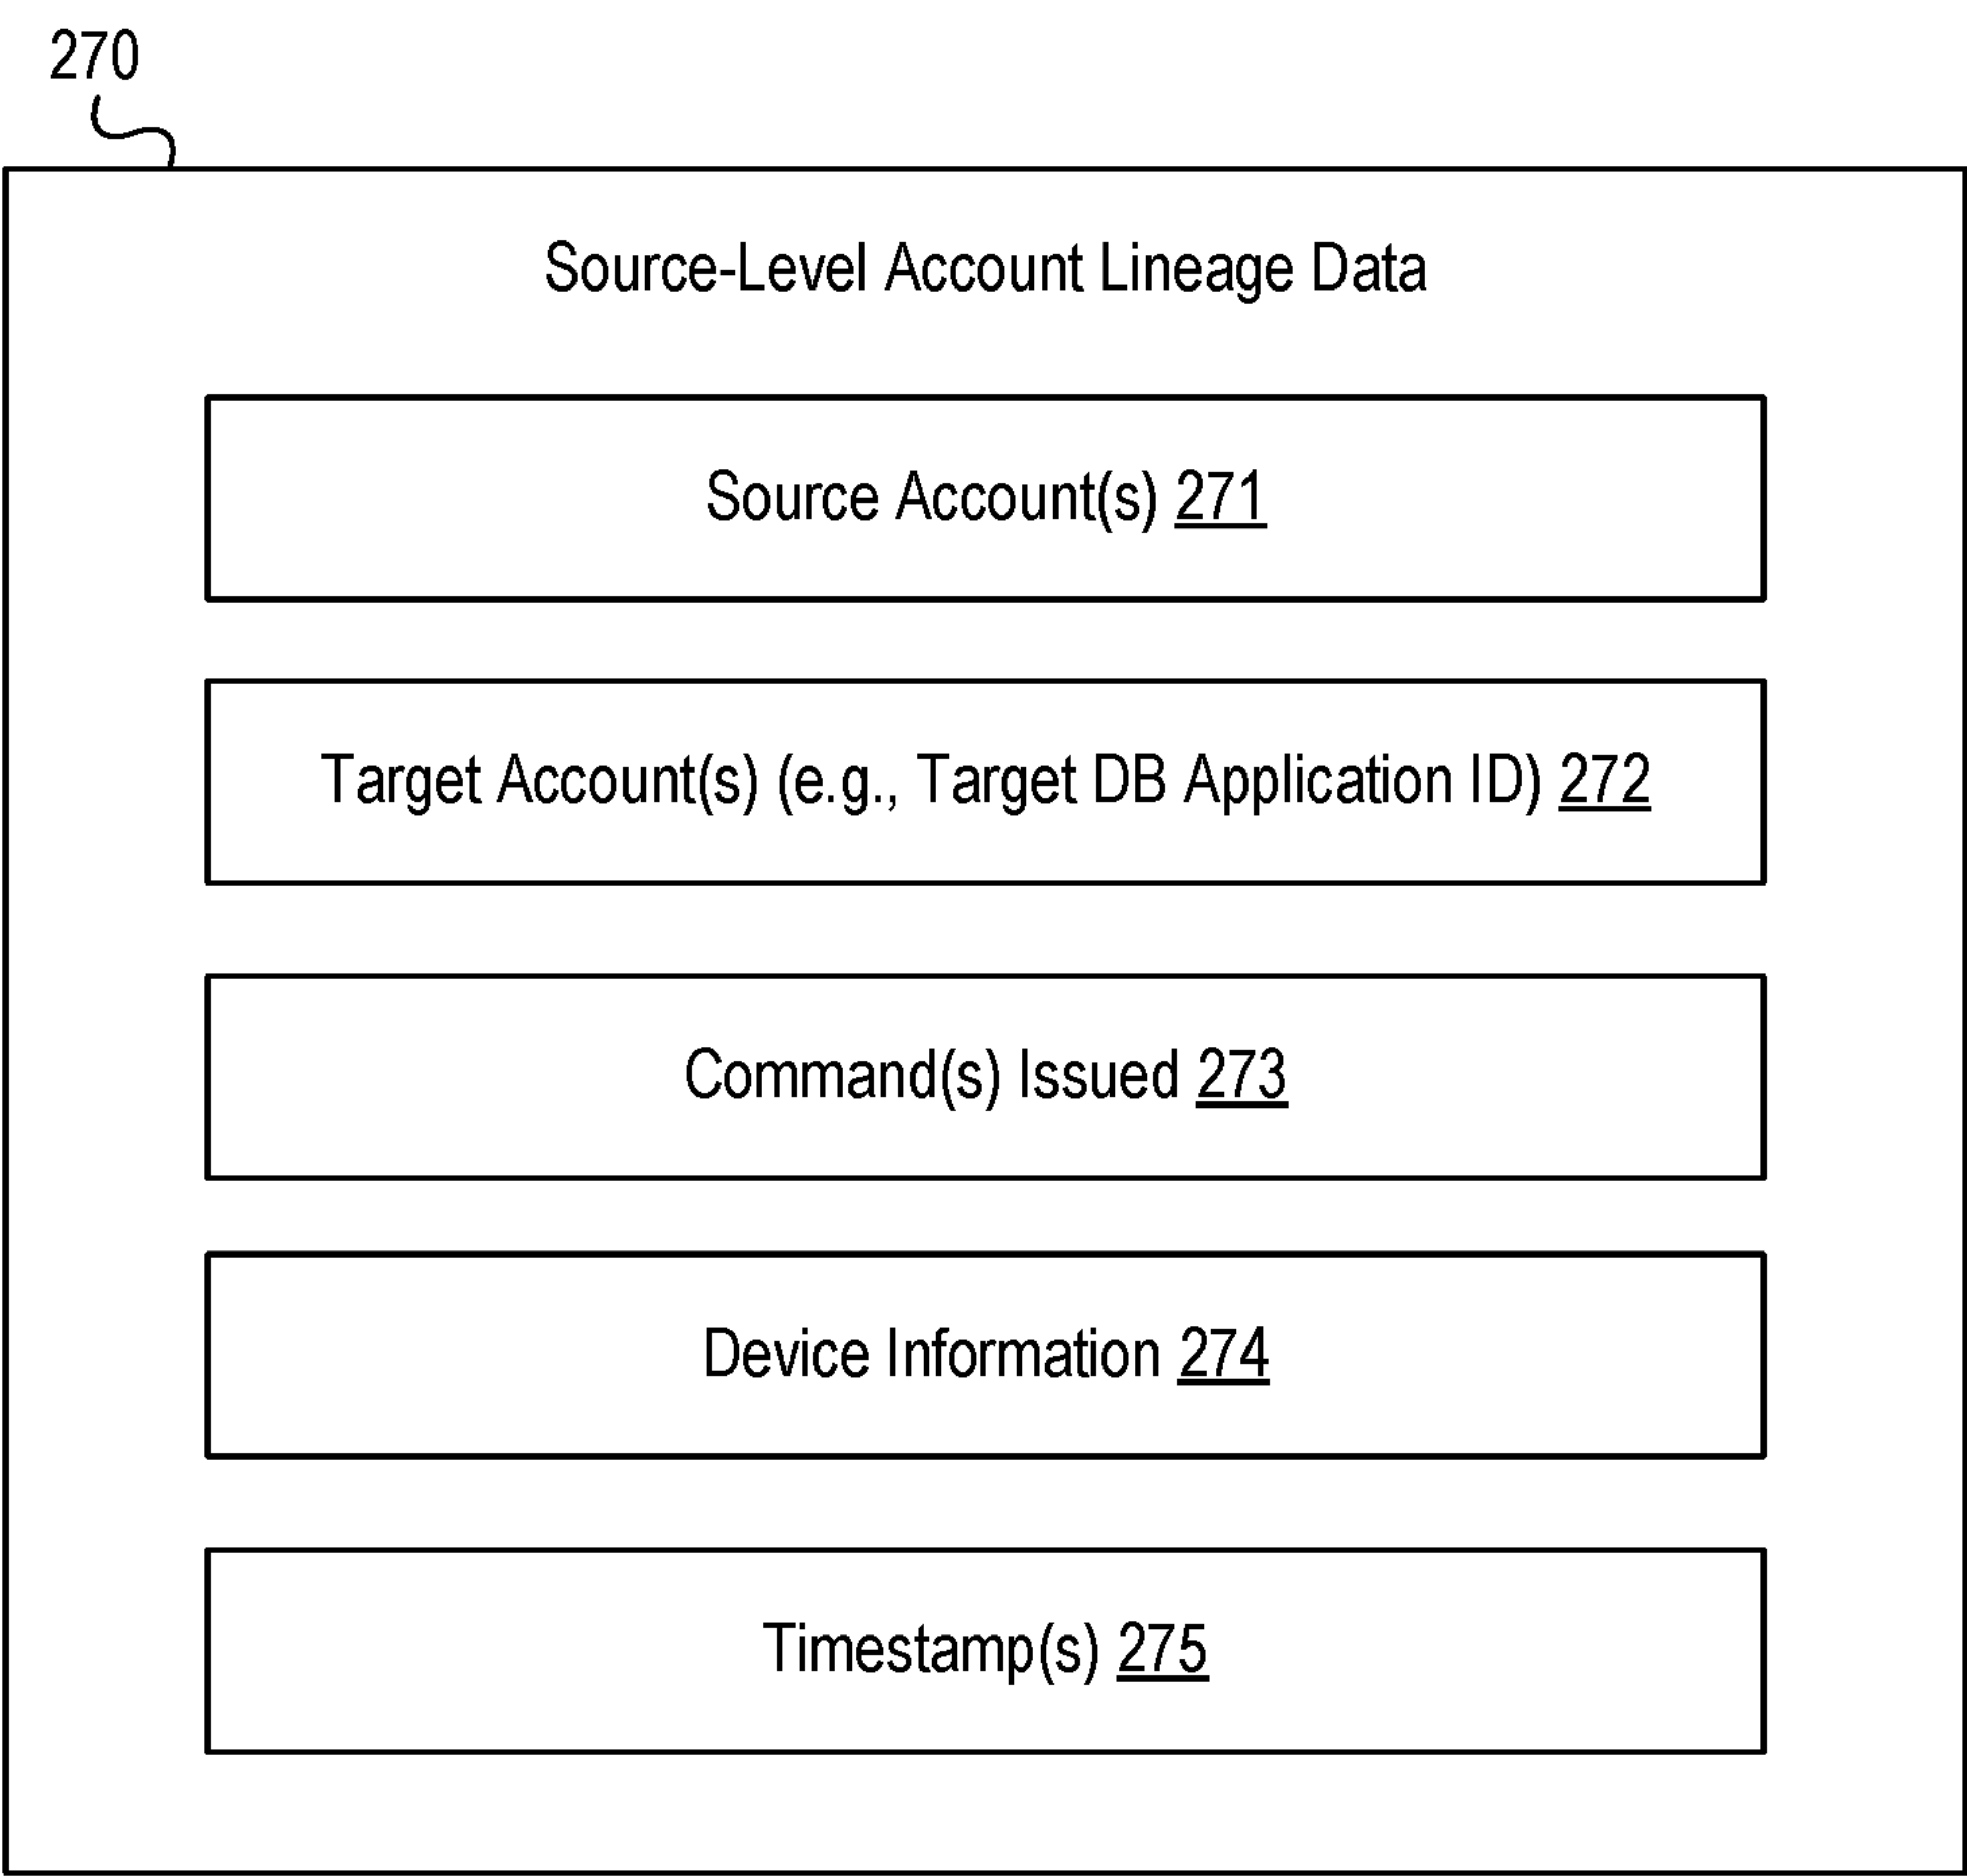 270
Source-Level Account Lineage Data
Source Account(s) 271
Target Account(s) (e.g., Target DB Application ID) 272
Command(s) Issued 273
Device Information 274
Timestamp(s) 275